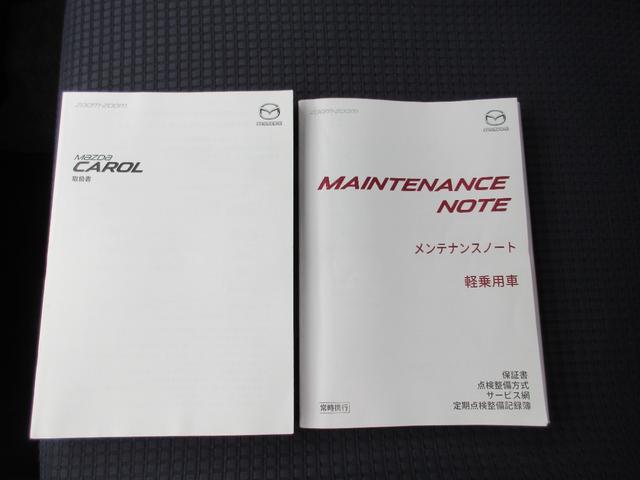 zoom-zoom
mazda
mazda
CAROL
取扱書
zoom-zoom
mazda
MAINTENANCE
NOTE
メンテナンスノート
軽乗用車
保証書
点検整備方式
サービス網
定期点検整備記録簿
常時携行